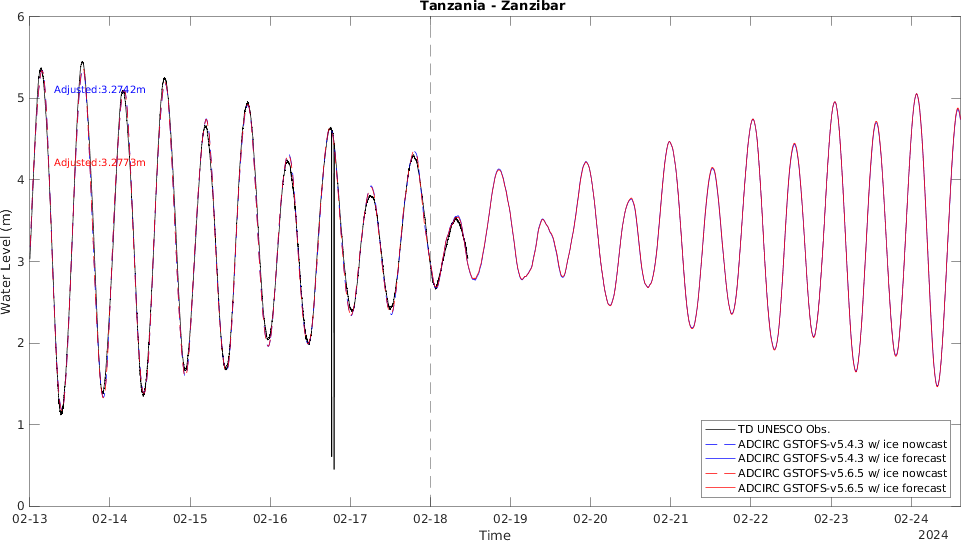 Tanzania - Zanzibar
6
5
4
3
2
1
0
Water Level (m)
Adjusted:3.2742m
Adjusted:3.2773m
TD UNESCO Obs.
ADCIRC GSTOFS-v5.4.3 w/ ice nowcast
ADCIRC GSTOFS-v5.4.3 w/ ice forecast
ADCIRC GSTOFS-v5.6.5 w/ ice nowcast
ADCIRC GSTOFS-v5.6.5 w/ ice forecast
02-13 02-14 02-15 02-16 02-17 02-18 02-19 02-20 02-21 02-22 02-23 02-24
Time
2024